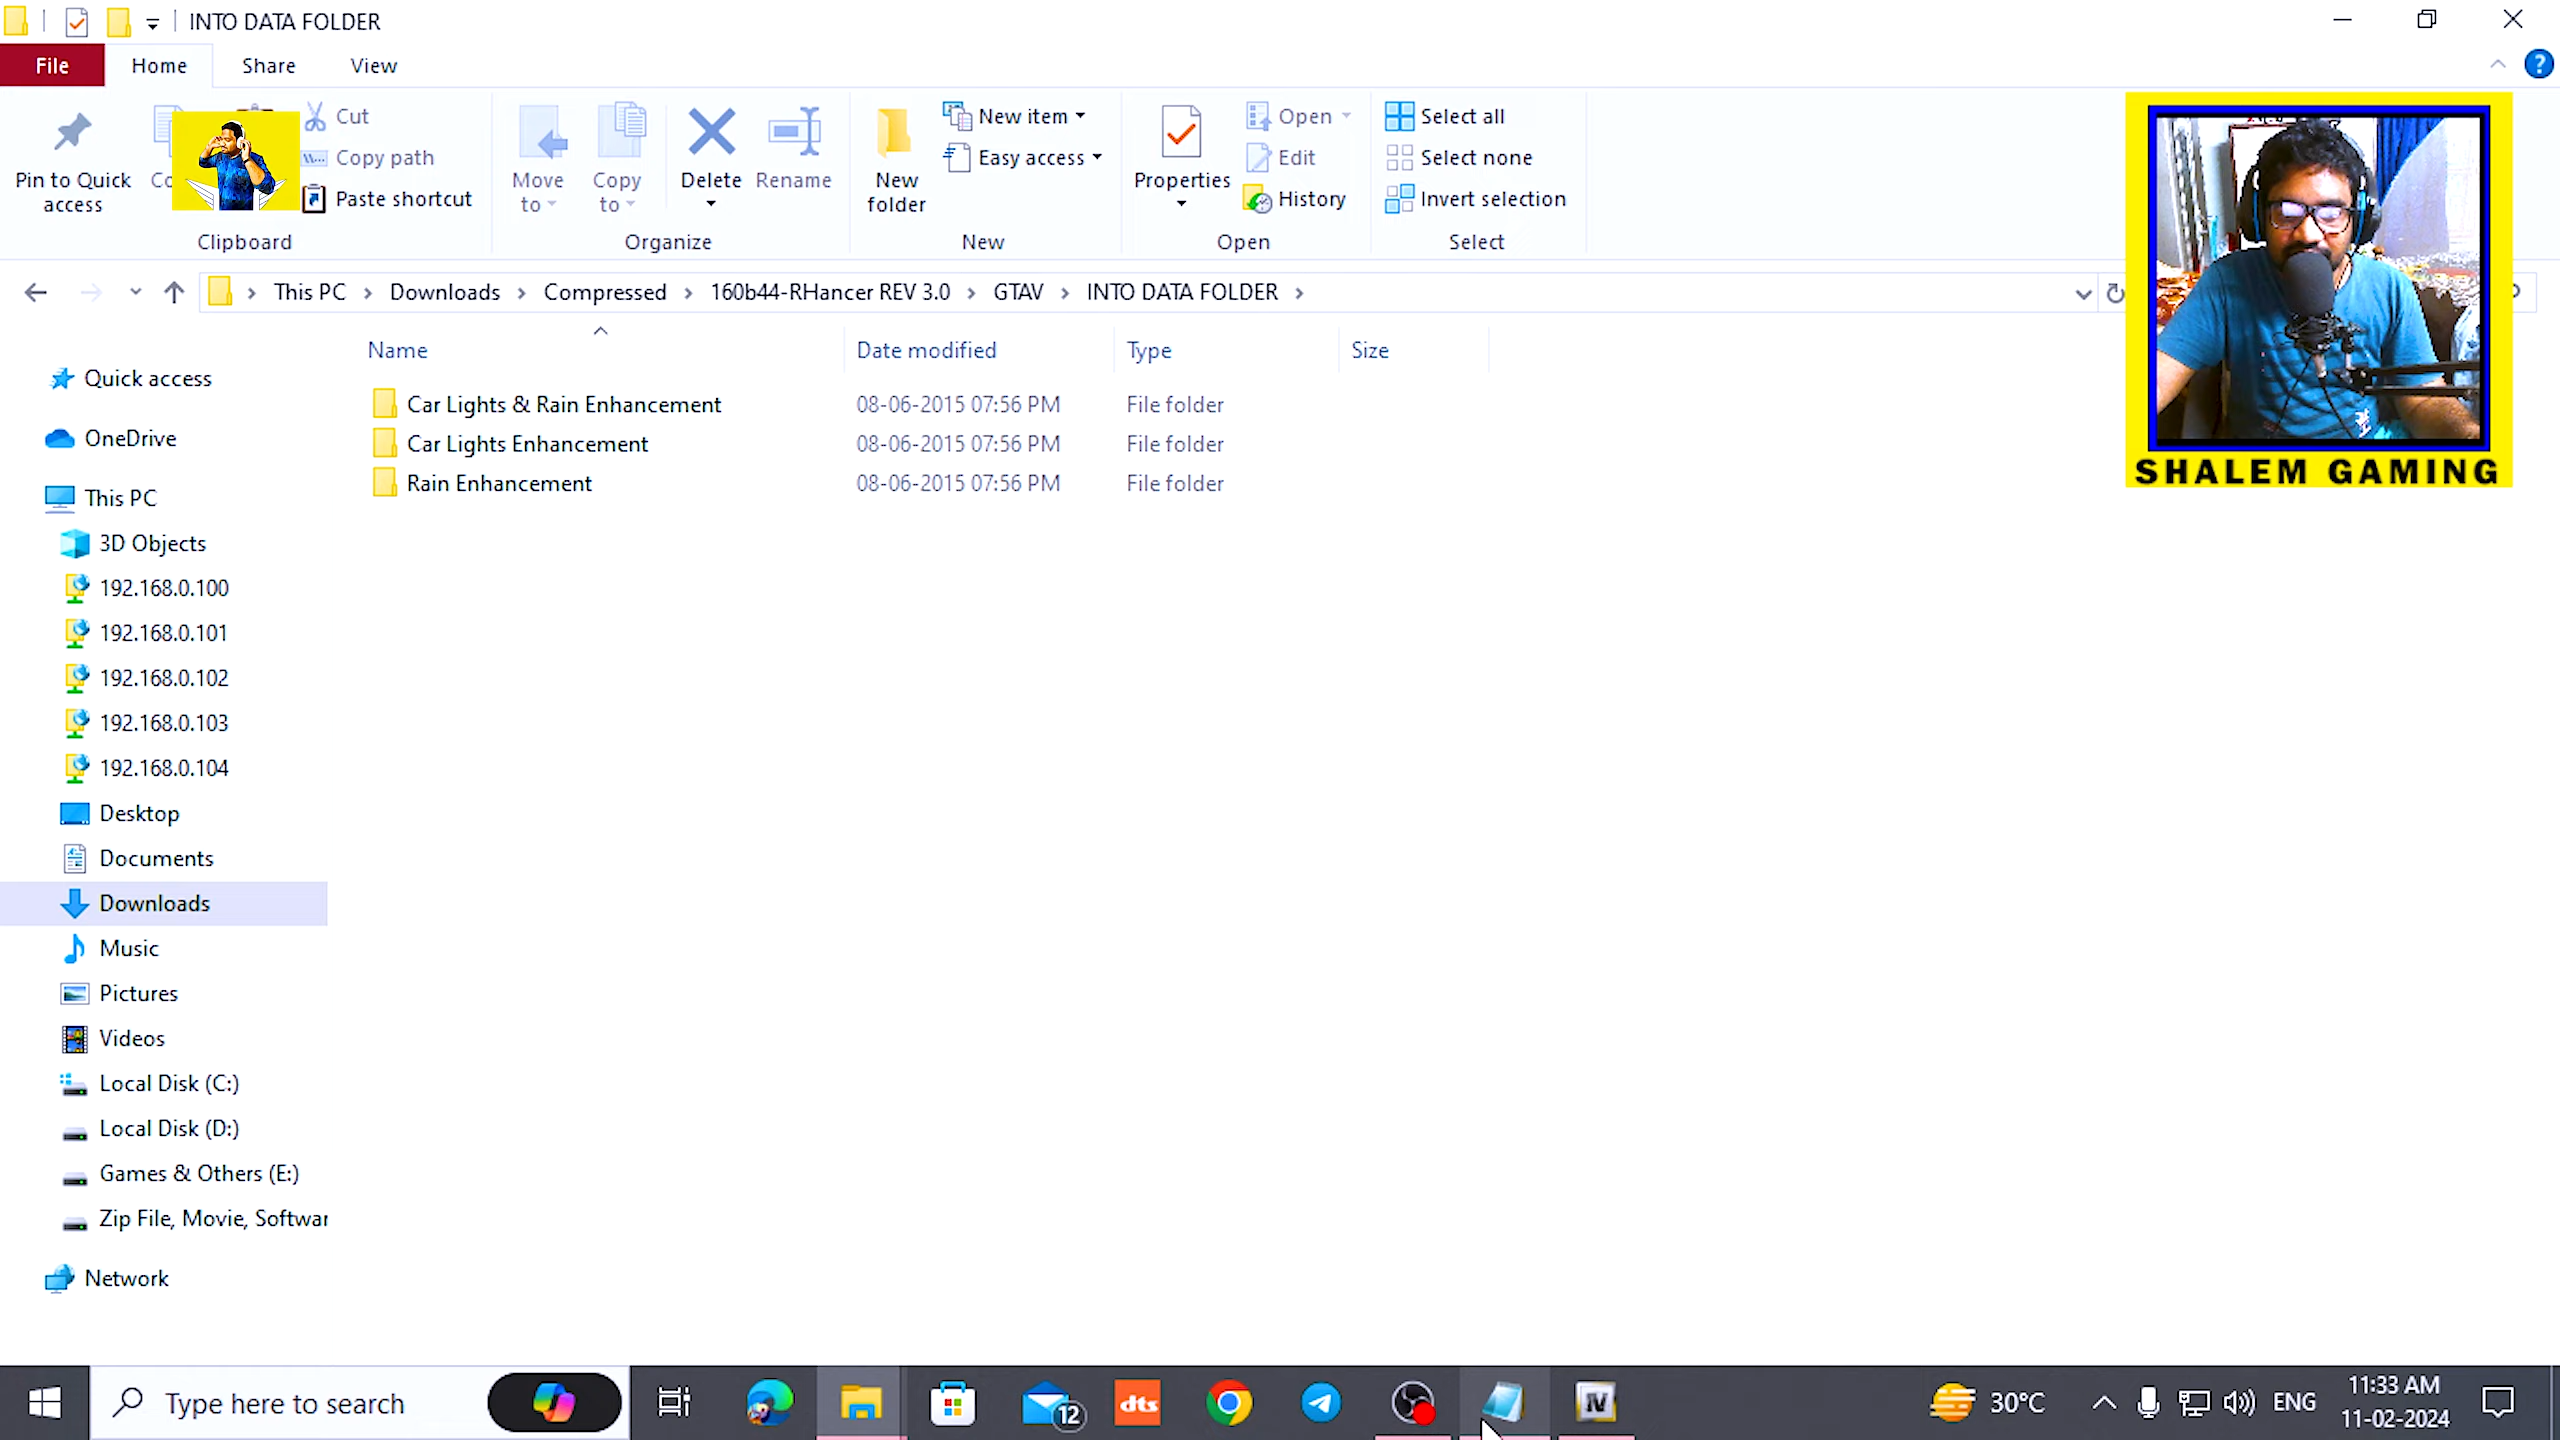 INTO DATA FOLDER
File Home Share View
Pin to Quick access
Cut
Copy path
Paste shortcut
Clipboard
Move to
Copy to
Delete
Rename
Organize
New folder
New item
Easy access
New
Properties
Open
Edit
History
Open
Select all
Select none
Invert selection
Select
This PC Downloads Compressed 160b44-RHancer REV 3.0 GTAV INTO DATA FOLDER
Name Date modified Type Size
Car Lights & Rain Enhancement 08-06-2015 07:56 PM File folder
Car Lights Enhancement 08-06-2015 07:56 PM File folder
Rain Enhancement 08-06-2015 07:56 PM File folder
Quick access
OneDrive
This PC
3D Objects
192.168.0.100
192.168.0.101
192.168.0.102
192.168.0.103
192.168.0.104
Desktop
Documents
Downloads
Music
Pictures
Videos
Local Disk (C:)
Local Disk (D:)
Games & Others (E:)
Zip File, Movie, Softwar
Network
SHALEM GAMING
Type here to search
12
dts
IV
30°C
ENG
11:33 AM
11-02-2024